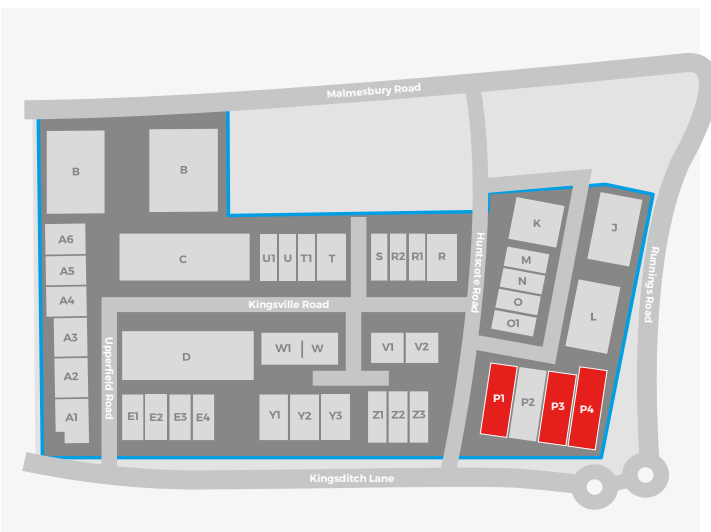 Malmesbury Road
B
B
K
J
A6
C
U1
U
T1
T
S
R2
R1
R
Huntscote Road
Runnings Road
A5
M
N
A4
Kingsville Road
O
O1
L
A3
Upperfield Road
D
W1
W
V1
V2
A2
P1
P2
P3
P4
A1
E1
E2
E3
E4
Y1
Y2
Y3
Z1
Z2
Z3
Kingsditch Lane